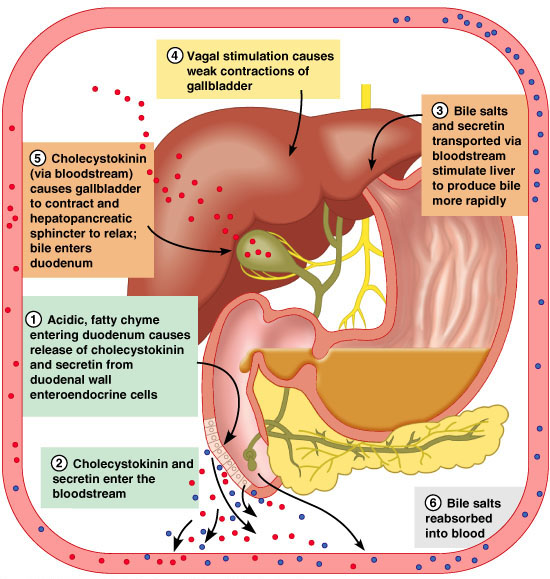 ① Acidic, fatty chyme
entering duodenum causes
release of cholecystokinin
and secretin from
duodenal wall
enteroendocrine cells
② Cholecystokinin and
secretin enter the
bloodstream
③ Bile salts
and secretin
transported via
bloodstream
stimulate liver
to produce bile
more rapidly
④ Vagal stimulation causes
weak contractions of
gallbladder
⑤ Cholecystokinin
(via bloodstream)
causes gallbladder
to contract and
hepatopancreatic
sphincter to relax;
bile enters
duodenum
⑥ Bile salts
reabsorbed
into blood